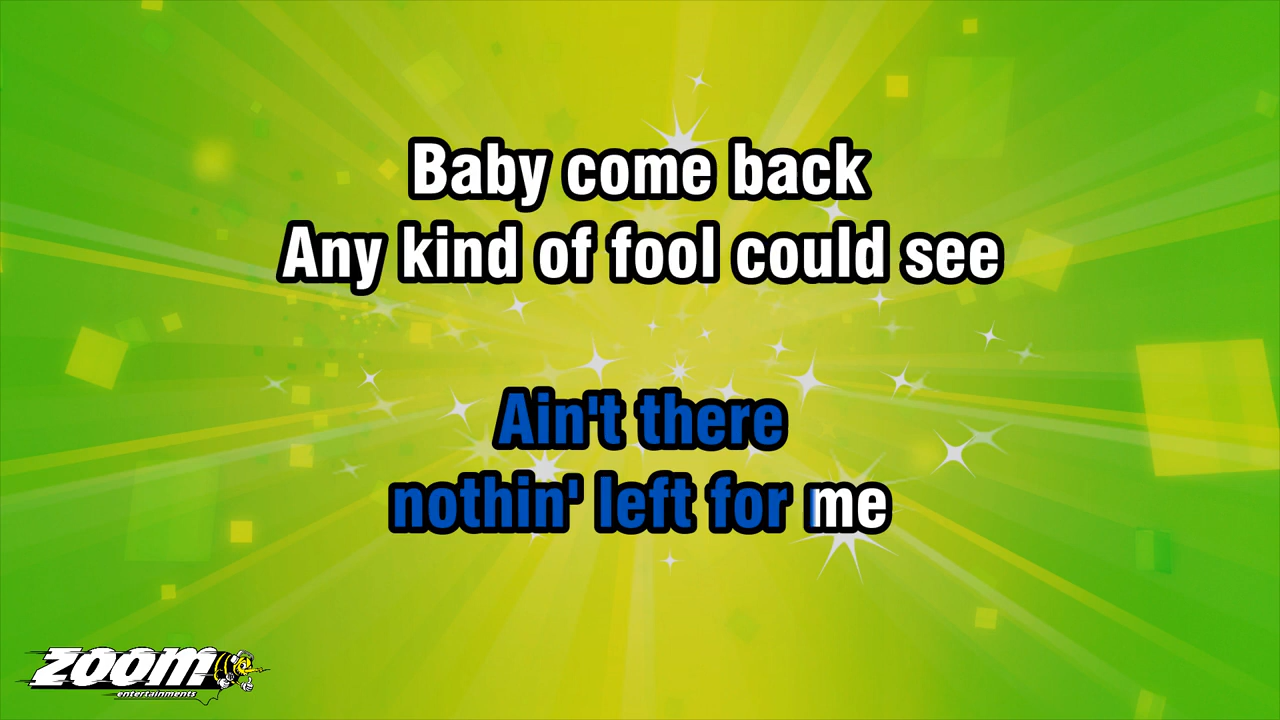 Baby come back
Any kind of fool could see
Ain't there
nothin' left for me
zoom
entertainments